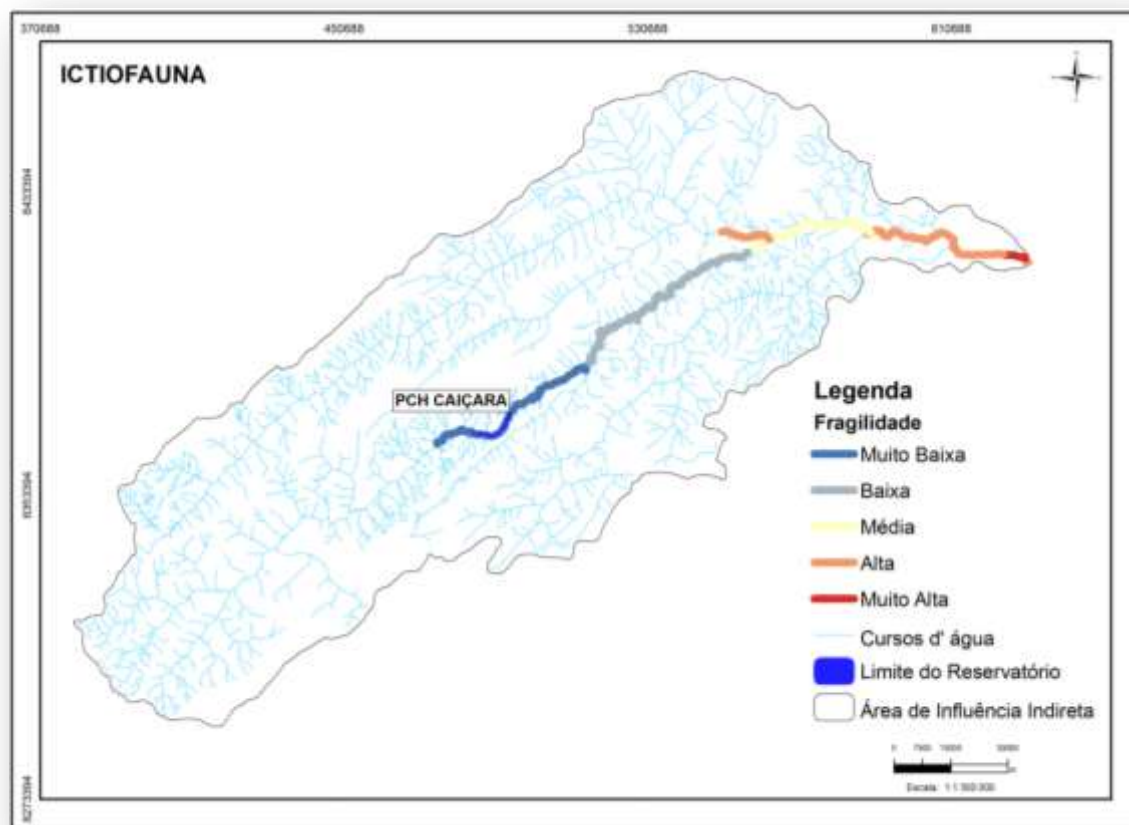 370688 450688 530688 610688
ICTIOFAUNA
8433394
8353394
8273394
PCH CAIÇARA
Legenda
Fragilidade
Muito Baixa
Baixa
Média
Alta
Muito Alta
Cursos d' água
Limite do Reservatório
Área de Influência Indireta
0